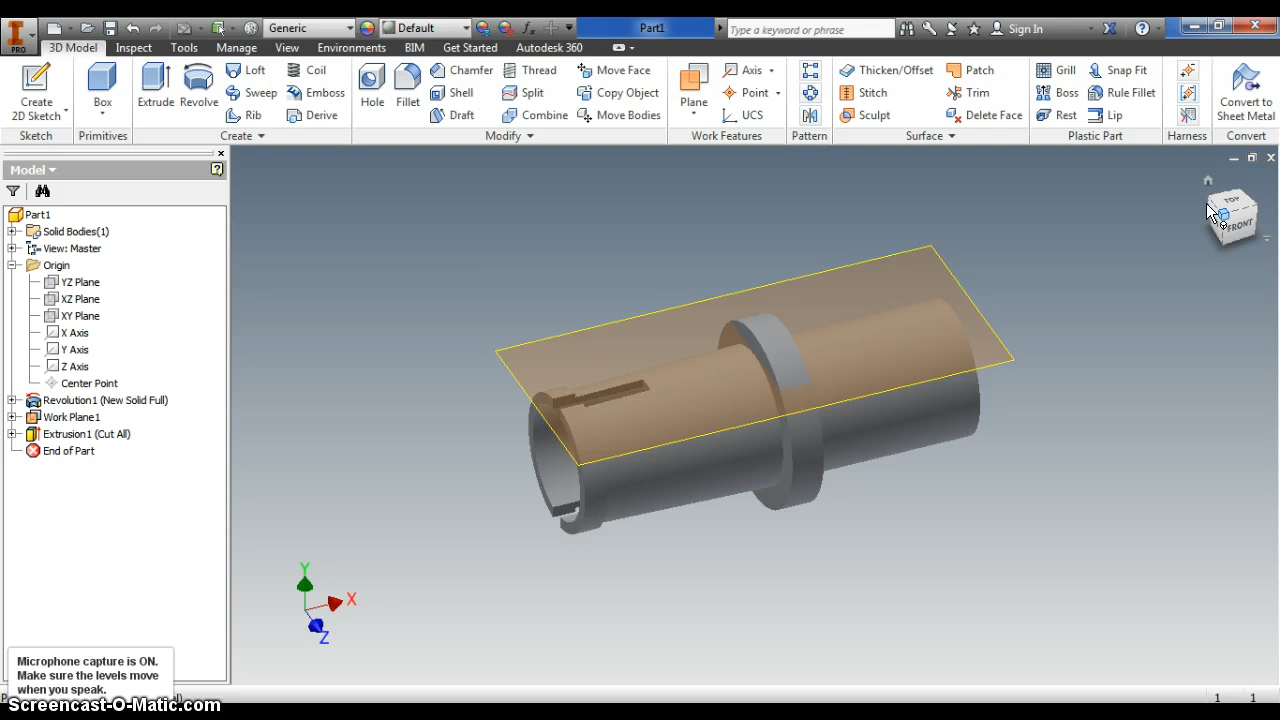 Generic
Default
Part1
Type a keyword or phrase
Sign In
PRO
3D Model
Inspect
Tools
Manage
View
Environments
BIM
Get Started
Autodesk 360
Create
2D Sketch
Box
Extrude
Revolve
Loft
Sweep
Rib
Coil
Emboss
Derive
Hole
Fillet
Chamfer
Shell
Draft
Thread
Split
Combine
Move Face
Copy Object
Move Bodies
Plane
Axis
Point
UCS
Thicken/Offset
Stitch
Sculpt
Patch
Trim
Delete Face
Grill
Boss
Rest
Snap Fit
Rule Fillet
Lip
Convert to
Sheet Metal
Sketch
Primitives
Create
Modify
Work Features
Pattern
Surface
Plastic Part
Harness
Convert
Model
Part1
Solid Bodies(1)
View: Master
Origin
YZ Plane
XZ Plane
XY Plane
X Axis
Y Axis
Z Axis
Center Point
Revolution1 (New Solid Full)
Work Plane1
Extrusion1 (Cut All)
End of Part
TOP
FRONT
Y
X
Z
Microphone capture is ON.
Make sure the levels move
when you speak.
Screencast-O-Matic.com
1
1